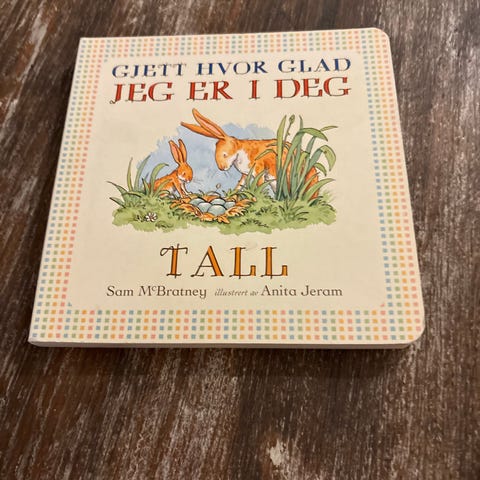 GJETT HVOR GLAD
JEG ER I DEG
TALL
Sam McBratney illustrert av Anita Jeram